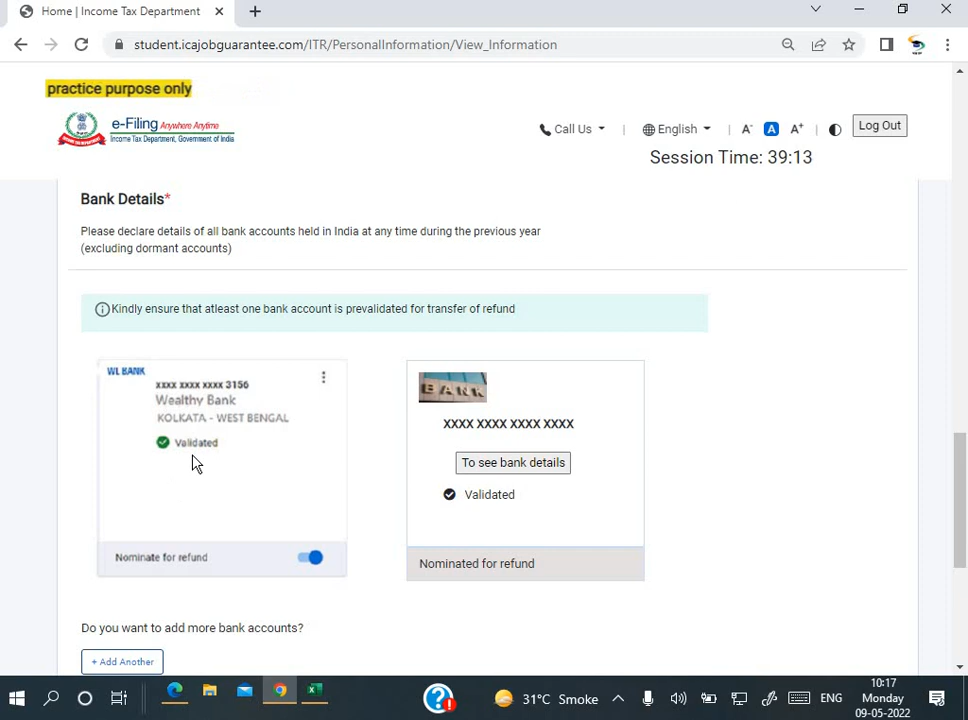 Home | Income Tax Department
student.icajobguarantee.com/ITR/PersonalInformation/View_Information
practice purpose only
e-Filing Anywhere Anytime
Income Tax Department, Government of India
Call Us
English
A-
A
A+
Log Out
Session Time: 39:13
Bank Details*
Please declare details of all bank accounts held in India at any time during the previous year
(excluding dormant accounts)
Kindly ensure that atleast one bank account is prevalidated for transfer of refund
WL BANK
xxxx xxxx xxxx 3156
Wealthy Bank
KOLKATA - WEST BENGAL
Validated
Nominate for refund
BANK
XXXX XXXX XXXX XXXX
To see bank details
Validated
Nominated for refund
Do you want to add more bank accounts?
+ Add Another
31°C Smoke
ENG
10:17
Monday
09-05-2022